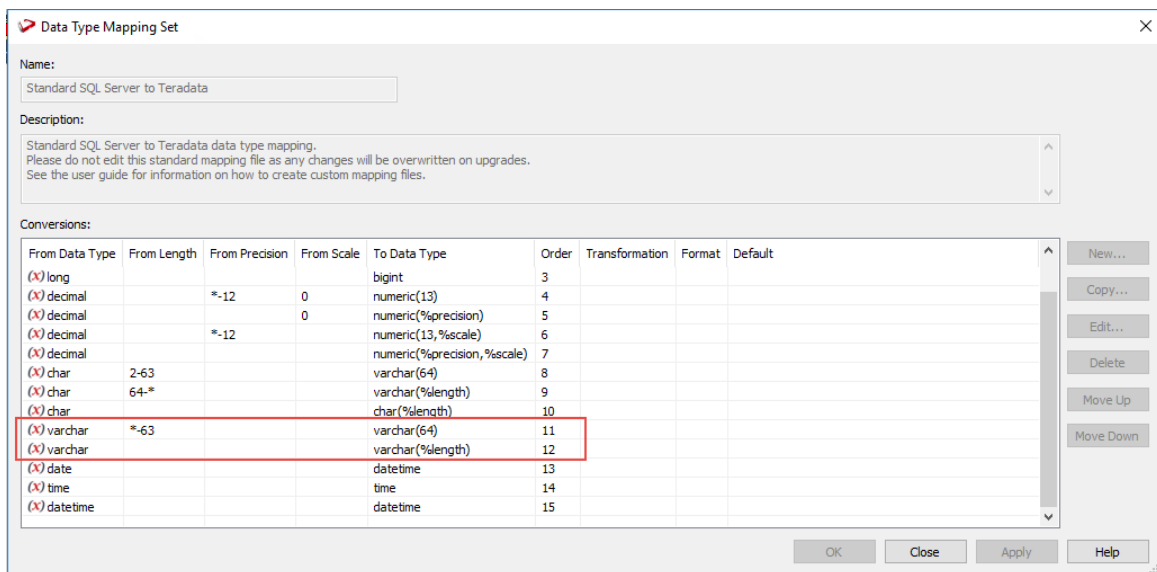 Data Type Mapping Set
Name:
Standard SQL Server to Teradata
Description:
Standard SQL Server to Teradata data type mapping.
Please do not edit this standard mapping file as any changes will be overwritten on upgrades.
See the user guide for information on how to create custom mapping files.
Conversions:
From Data Type From Length From Precision From Scale To Data Type Order Transformation Format Default
(x) long bigint 3
(x) decimal *-12 0 numeric(13) 4
(x) decimal 0 numeric(%precision) 5
(x) decimal *-12 numeric(13,%scale) 6
(x) decimal numeric(%precision,%scale) 7
(x) char 2-63 varchar(64) 8
(x) char 64-* varchar(%length) 9
(x) char char(%length) 10
(x) varchar *-63 varchar(64) 11
(x) varchar varchar(%length) 12
(x) date datetime 13
(x) time time 14
(x) datetime datetime 15
New...
Copy...
Edit...
Delete
Move Up
Move Down
OK Close Apply Help